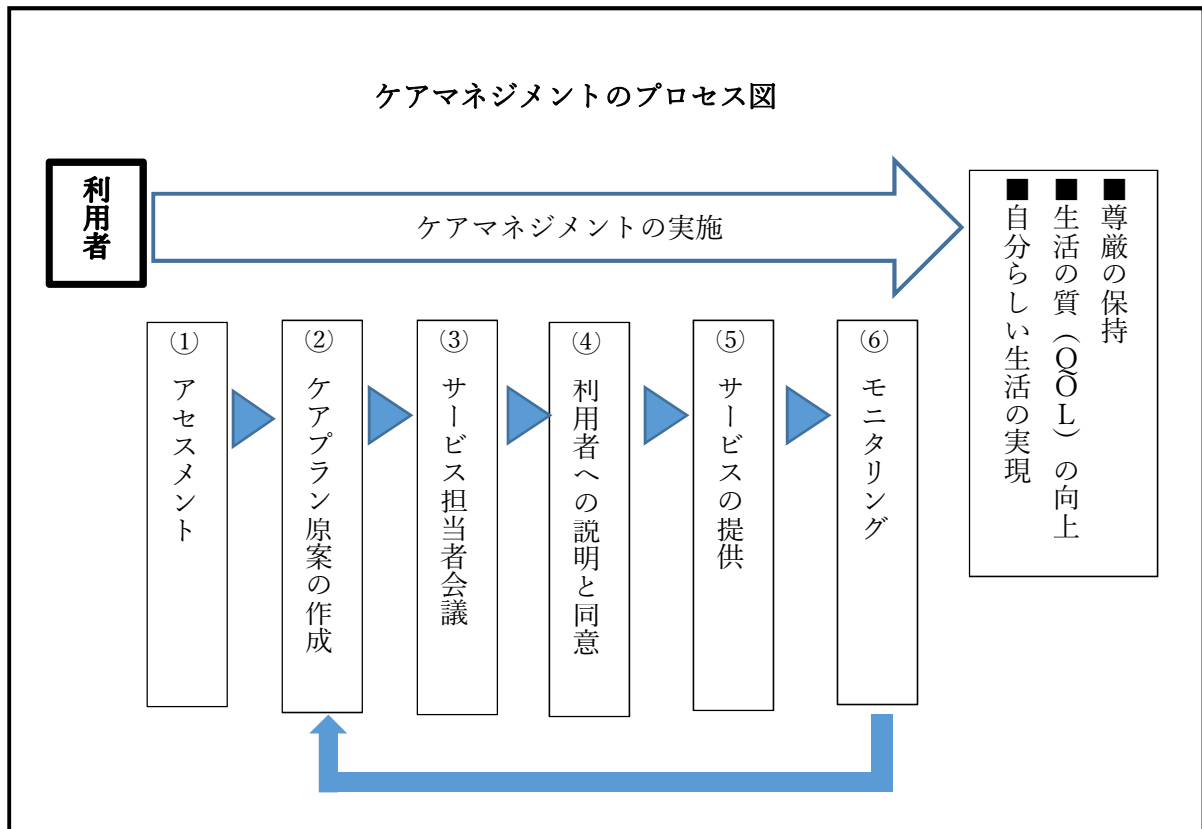 ケアマネジメントのプロセス図
利用者
ケアマネジメントの実施
■尊厳の保持
■生活の質（QOL）の向上
■自分らしい生活の実現
① アセスメント
② ケアプラン原案の作成
③ サービス担当者会議
④ 利用者への説明と同意
⑤ サービスの提供
⑥ モニタリング